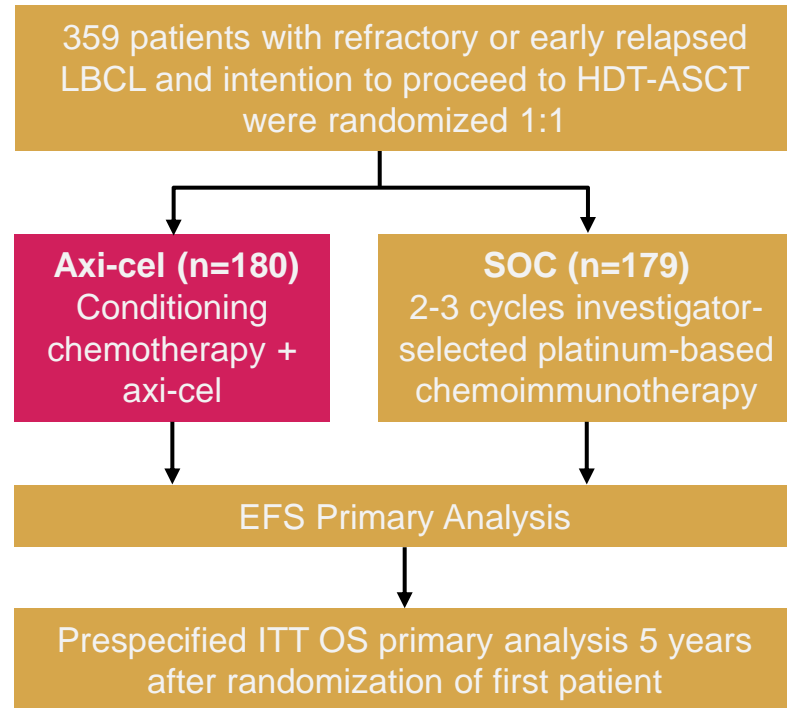 359 patients with refractory or early relapsed
LBCL and intention to proceed to HDT-ASCT
were randomized 1:1
Axi-cel (n=180)
Conditioning
chemotherapy +
axi-cel
SOC (n=179)
2-3 cycles investigator-
selected platinum-based
chemoimmunotherapy
EFS Primary Analysis
Prespecified ITT OS primary analysis 5 years
after randomization of first patient